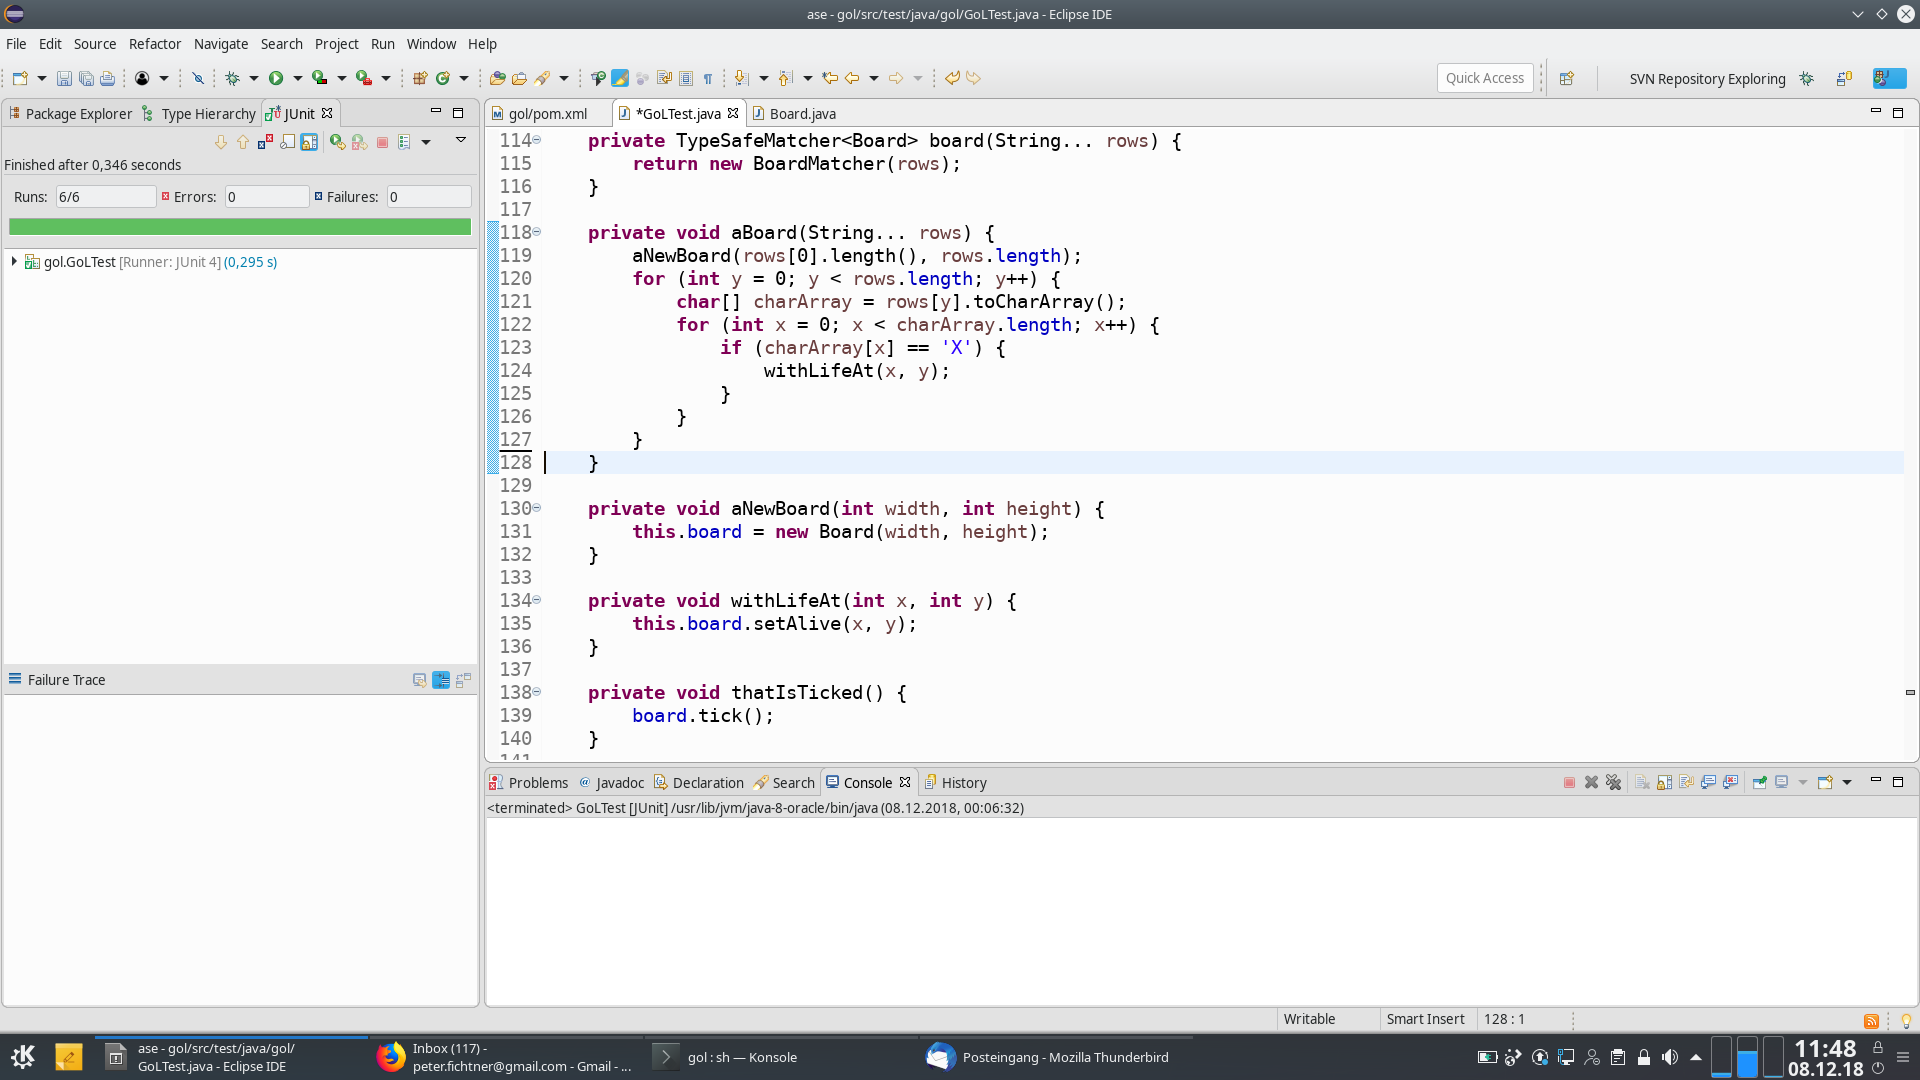 ase - gol/src/test/java/gol/GoLTest.java - Eclipse IDE
File Edit Source Refactor Navigate Search Project Run Window Help
Quick Access
SVN Repository Exploring
Package Explorer Type Hierarchy JUnit
Finished after 0,346 seconds
Runs: 6/6 Errors: 0 Failures: 0
gol.GoLTest [Runner: JUnit 4] (0,295 s)
Failure Trace
gol/pom.xml *GoLTest.java Board.java
114 private TypeSafeMatcher<Board> board(String... rows) {
115 return new BoardMatcher(rows);
116 }
117
118 private void aBoard(String... rows) {
119 aNewBoard(rows[0].length(), rows.length);
120 for (int y = 0; y < rows.length; y++) {
121 char[] charArray = rows[y].toCharArray();
122 for (int x = 0; x < charArray.length; x++) {
123 if (charArray[x] == 'X') {
124 withLifeAt(x, y);
125 }
126 }
127 }
128 }
129
130 private void aNewBoard(int width, int height) {
131 this.board = new Board(width, height);
132 }
133
134 private void withLifeAt(int x, int y) {
135 this.board.setAlive(x, y);
136 }
137
138 private void thatIsTicked() {
139 board.tick();
140 }
141
Problems Javadoc Declaration Search Console History
<terminated> GoLTest [JUnit] /usr/lib/jvm/java-8-oracle/bin/java (08.12.2018, 00:06:32)
Writable Smart Insert 128 : 1
ase - gol/src/test/java/gol/
GoLTest.java - Eclipse IDE
Inbox (117) -
peter.fichtner@gmail.com - Gmail - ...
gol : sh — Konsole
Posteingang - Mozilla Thunderbird
11:48
08.12.18